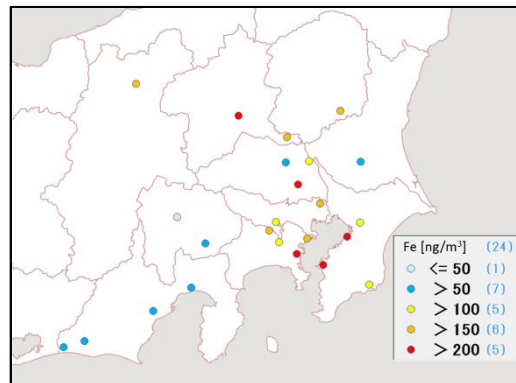 Fe [ng/m³] (24)
<= 50 (1)
> 50 (7)
> 100 (5)
> 150 (6)
> 200 (5)